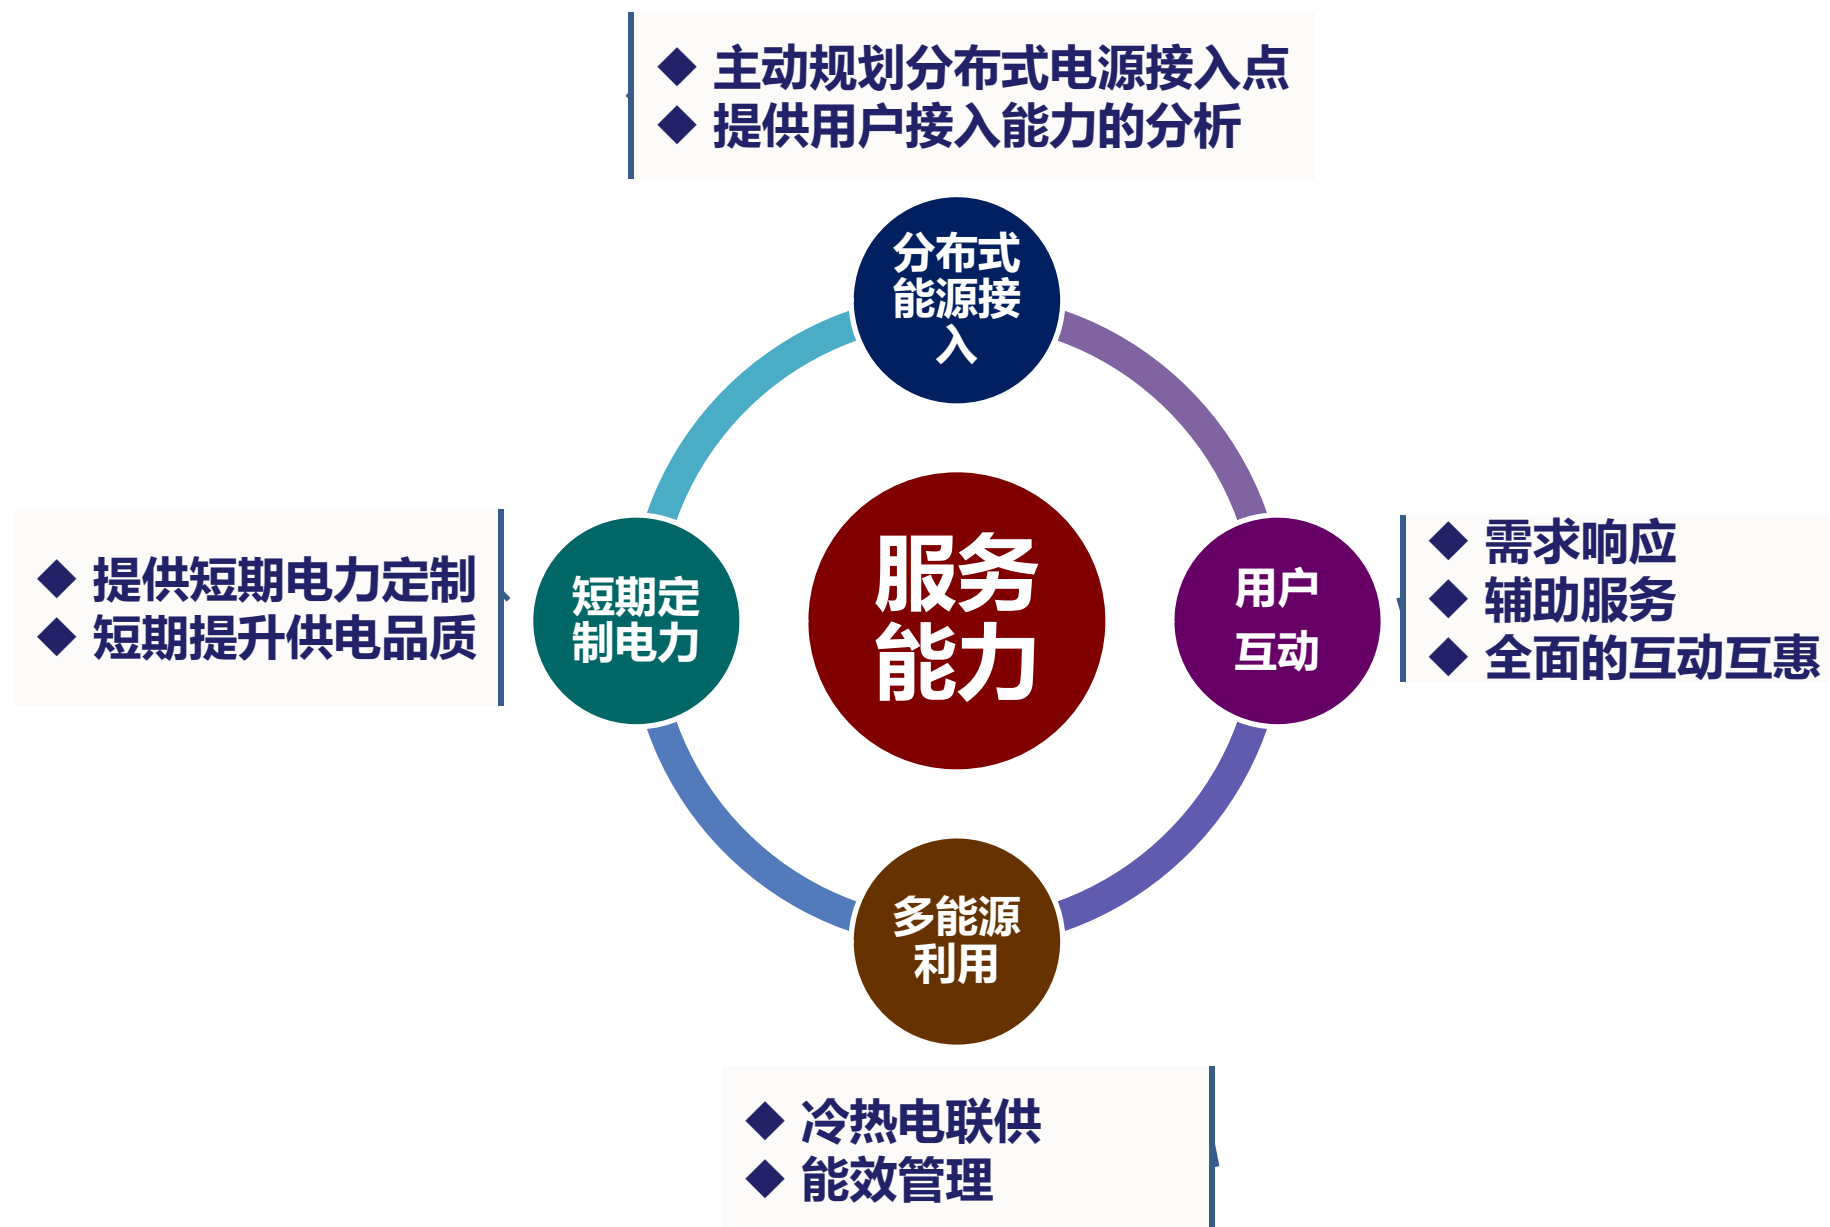 ◆ 主动规划分布式电源接入点
◆ 提供用户接入能力的分析
分布式
能源接
入
◆ 提供短期电力定制
◆ 短期提升供电品质
短期定
制电力
服务
能力
用户
互动
◆ 需求响应
◆ 辅助服务
◆ 全面的互动互惠
多能源
利用
◆ 冷热电联供
◆ 能效管理